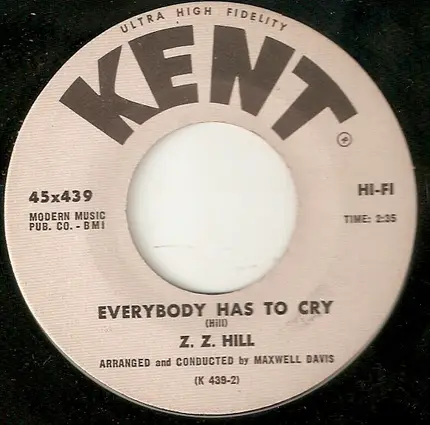 ULTRA HIGH FIDELITY
KENT
45x439
HI-FI
MODERN MUSIC
PUB. CO. - BMI
TIME: 2:35
EVERYBODY HAS TO CRY
(Hill)
Z. Z. HILL
ARRANGED and CONDUCTED by MAXWELL DAVIS
(K 439-2)